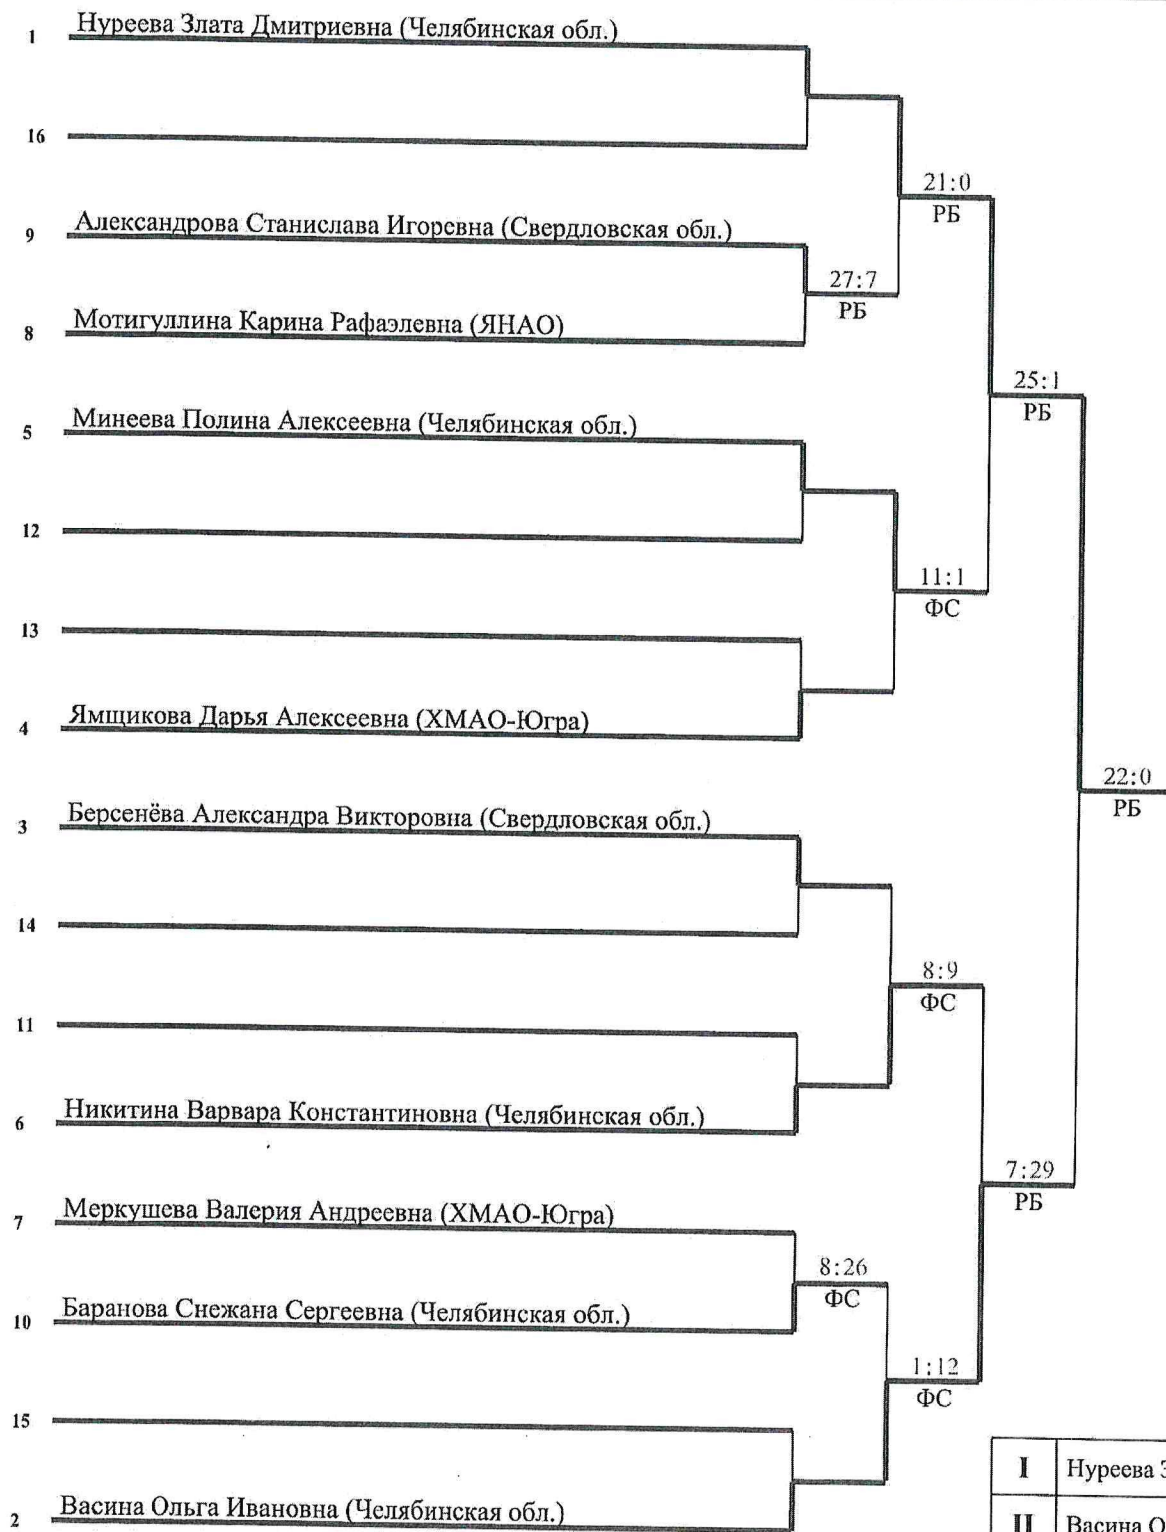 1 Нуреева Злата Дмитриевна (Челябинская обл.)
16
21:0
РБ
9 Александрова Станислава Игоревна (Свердловская обл.)
27:7
РБ
8 Мотигуллина Карина Рафаэлевна (ЯНАО)
25:1
РБ
5 Минеева Полина Алексеевна (Челябинская обл.)
12
11:1
ФС
13
4 Ямщикова Дарья Алексеевна (ХМАО-Югра)
22:0
РБ
3 Берсенёва Александра Викторовна (Свердловская обл.)
14
8:9
ФС
11
6 Никитина Варвара Константиновна (Челябинская обл.)
7:29
РБ
7 Меркушева Валерия Андреевна (ХМАО-Югра)
8:26
ФС
10 Баранова Снежана Сергеевна (Челябинская обл.)
1:12
ФС
15
I Нуреева З
2 Васина Ольга Ивановна (Челябинская обл.)
II Васина О